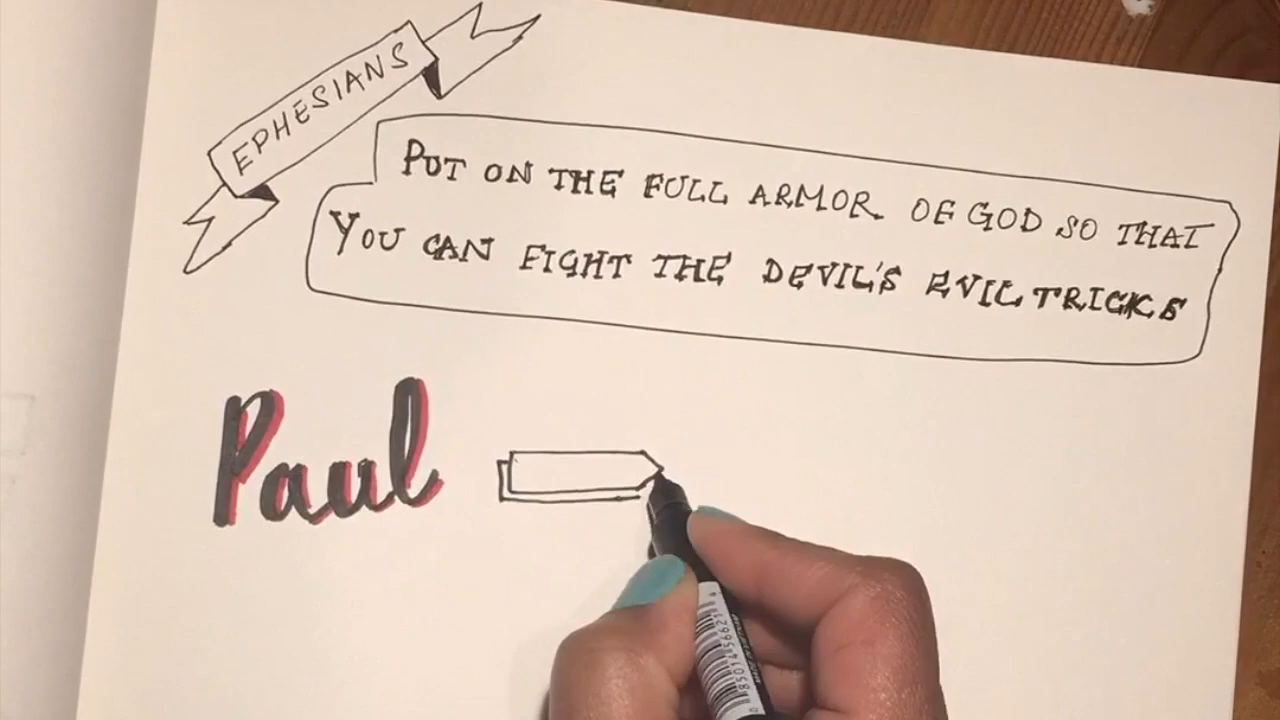 EPHESIANS
PUT ON THE FULL ARMOR OF GOD SO THAT
YOU CAN FIGHT THE DEVIL'S EVIL TRICKS
Paul